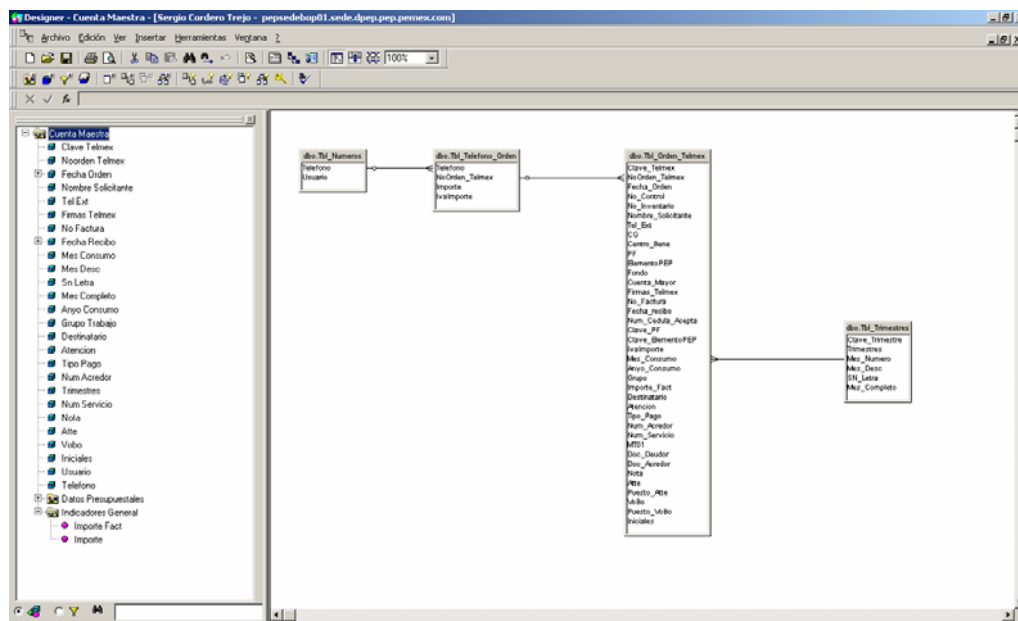 Designer - Cuenta Maestra - [Sergio Cordero Trejo - pepsedebop01.sede.dpep.pep.pemex.com]
Archivo Edición Ver Insertar Herramientas Ventana ?
100%
Cuenta Maestra
Clave Telmex
Noorden Telmex
Fecha Orden
Nombre Solicitante
Tel Ext
Firmas Telmex
No Factura
Fecha Recibo
Mes Consumo
Mes Desc
Sn Letra
Mes Completo
Anyo Consumo
Grupo Trabajo
Destinatario
Atencion
Tipo Pago
Num Acredor
Trimestres
Num Servicio
Nota
Atte
Vobo
Iniciales
Usuario
Telefono
Datos Presupuestales
Indicadores General
Importe Fact
Importe
dbo.Tbl_Numeros
Telefono
Usuario
dbo.Tbl_Telefono_Orden
Telefono
NoOrden_Telmex
Importe
IvaImporte
dbo.Tbl_Orden_Telmex
Clave_Telmex
NoOrden_Telmex
Fecha_Orden
No_Control
No_Inventario
Nombre_Solicitante
Tel_Ext
CG
Centro_Bene
PF
ElementoPEP
Fondo
Cuenta_Mayor
Firmas_Telmex
No_Factura
Fecha_recibo
Num_Cedula_Acepta
Clave_PF
Clave_ElementoPEP
IvaImporte
Mes_Consumo
Anyo_Consumo
Grupo
Importe_Fact
Destinatario
Atencion
Tipo_Pago
Num_Acredor
Num_Servicio
MT01
Doc_Deudor
Doc_Acredor
Nota
Atte
Puesto_Atte
VoBo
Puesto_VoBo
Iniciales
dbo.Tbl_Trimestres
Clave_Trimestre
Trimestres
Mes_Numero
Mes_Desc
SN_Letra
Mes_Completo